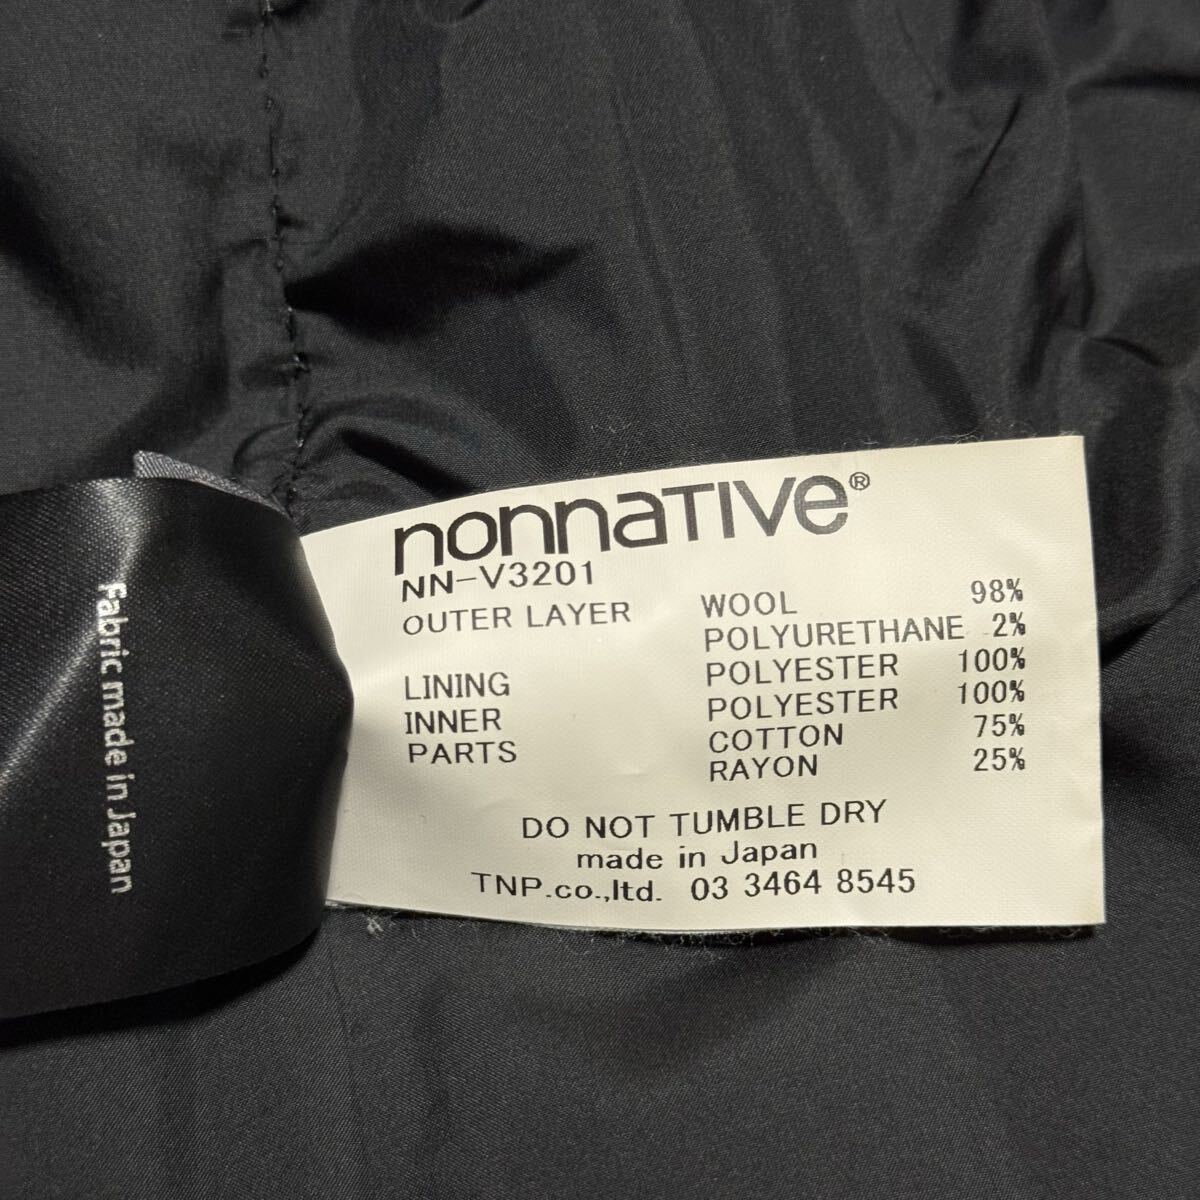 nonnaTIVe®
NN-V3201
OUTER LAYER WOOL 98%
POLYURETHANE 2%
LINING POLYESTER 100%
INNER POLYESTER 100%
PARTS COTTON 75%
RAYON 25%
DO NOT TUMBLE DRY
made in Japan
TNP.co.,ltd. 03 3464 8545
Fabric made in Japan